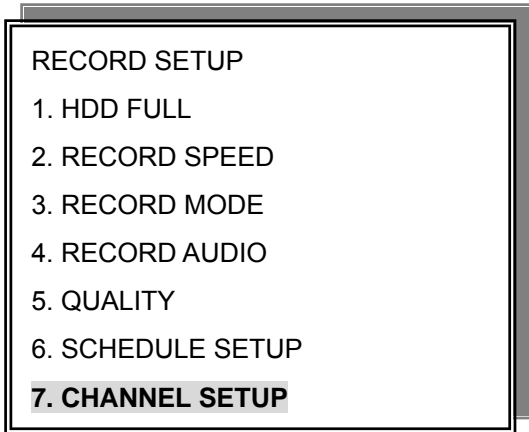 RECORD SETUP
1. HDD FULL
2. RECORD SPEED
3. RECORD MODE
4. RECORD AUDIO
5. QUALITY
6. SCHEDULE SETUP
7. CHANNEL SETUP